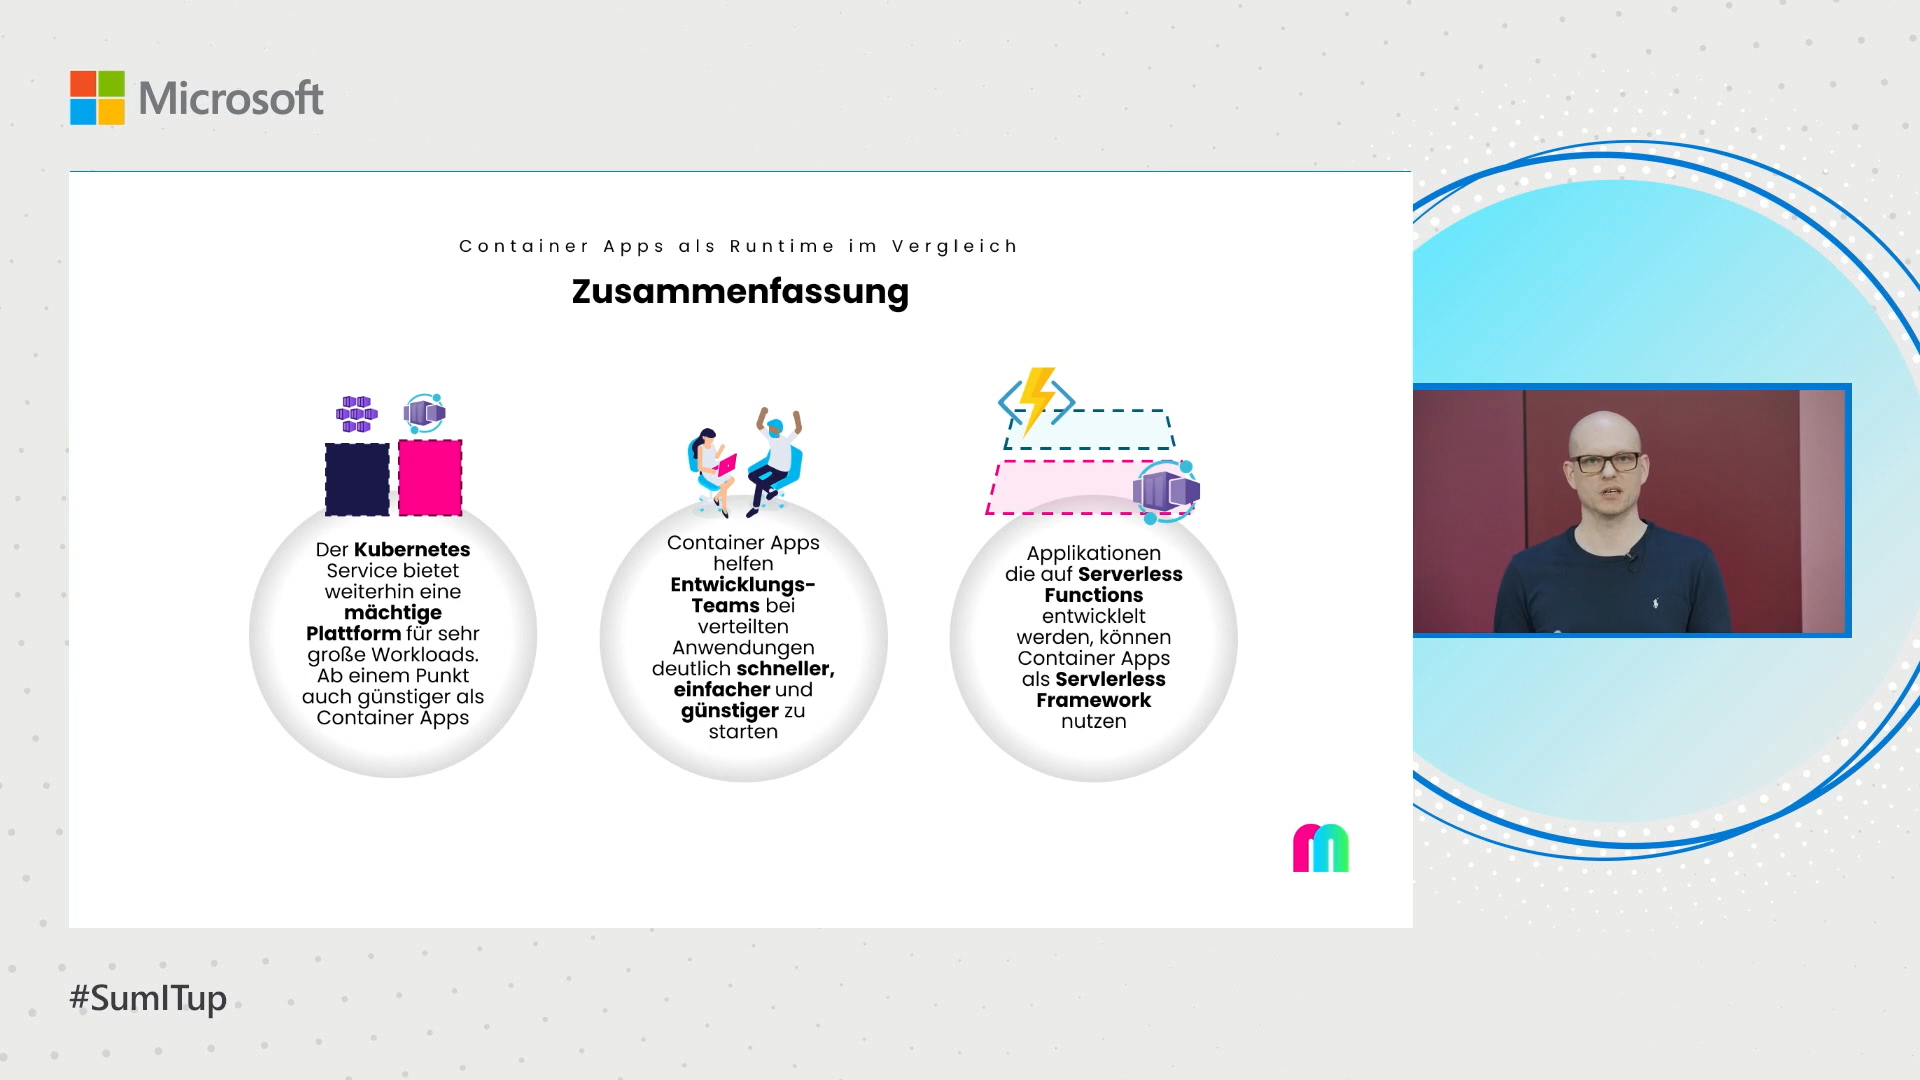 Microsoft
Container Apps als Runtime im Vergleich
Zusammenfassung
Der Kubernetes
Service bietet
weiterhin eine
mächtige
Plattform für sehr
große Workloads.
Ab einem Punkt
auch günstiger als
Container Apps
Container Apps
helfen
Entwicklungs-
Teams bei
verteilten
Anwendungen
deutlich schneller,
einfacher und
günstiger zu
starten
Applikationen
die auf Serverless
Functions
entwicklelt
werden, können
Container Apps
als Servlerless
Framework
nutzen
#SumITup